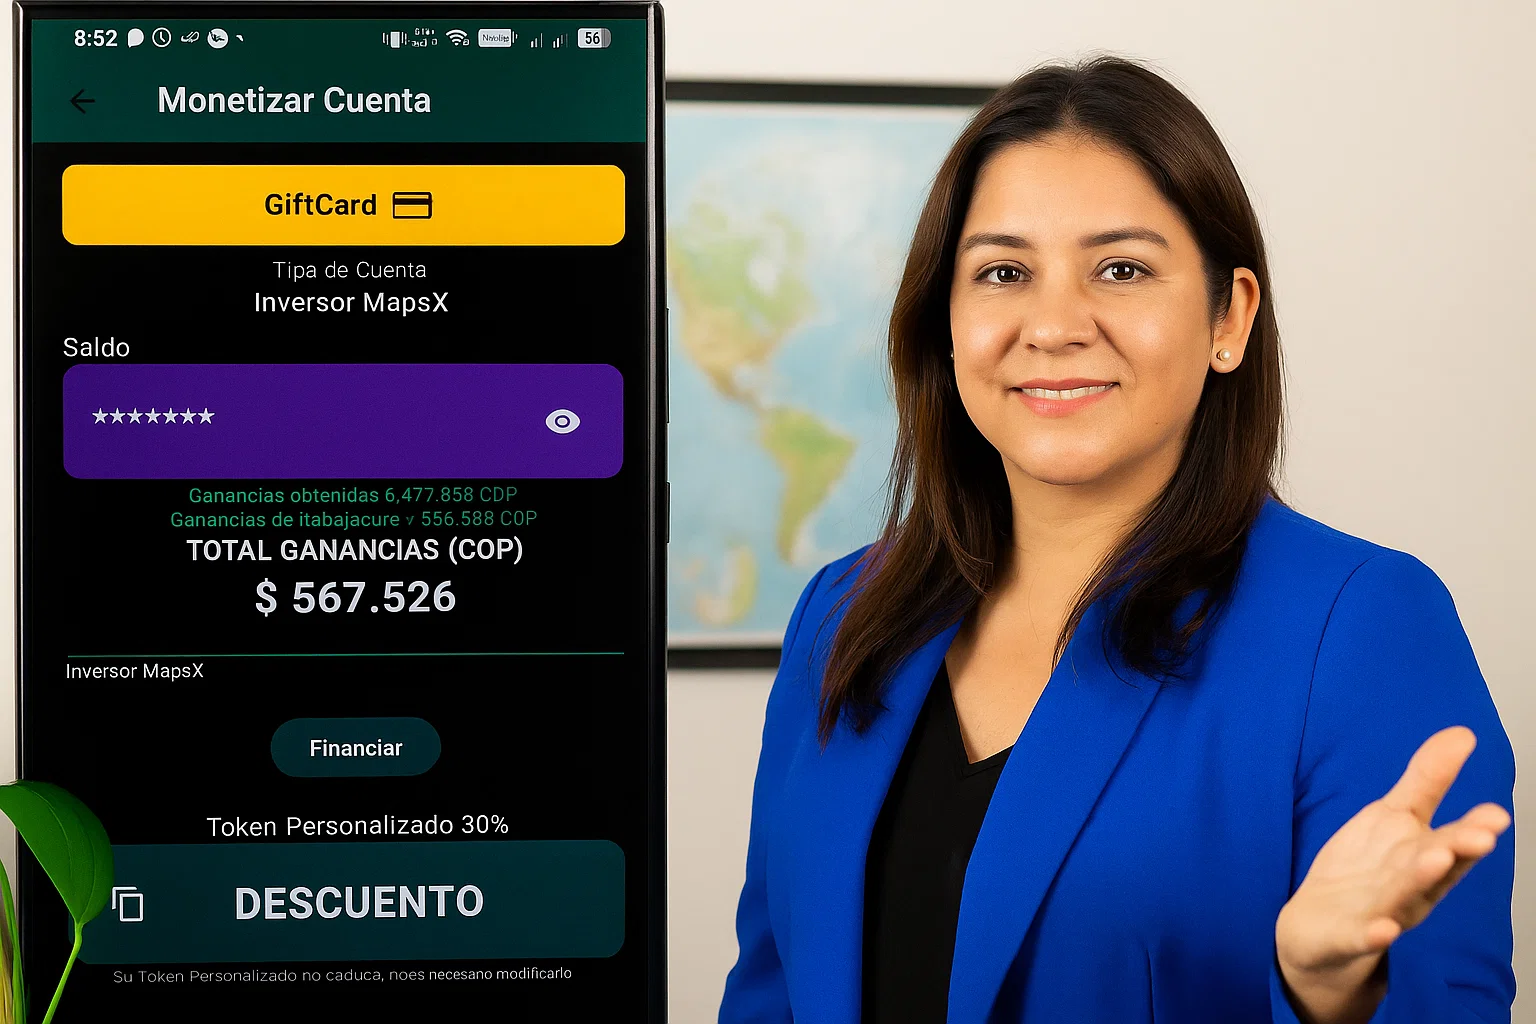 8:52
56
Monetizar Cuenta
GiftCard
Tipa de Cuenta
Inversor MapsX
Saldo
*******
Ganancias obtenidas 6,477.858 CDP
Ganancias de itabajacure v 556.588 COP
TOTAL GANANCIAS (COP)
$ 567.526
Inversor MapsX
Financiar
Token Personalizado 30%
DESCUENTO
Su Token Personalizado no caduca, noes necesano modificarlo